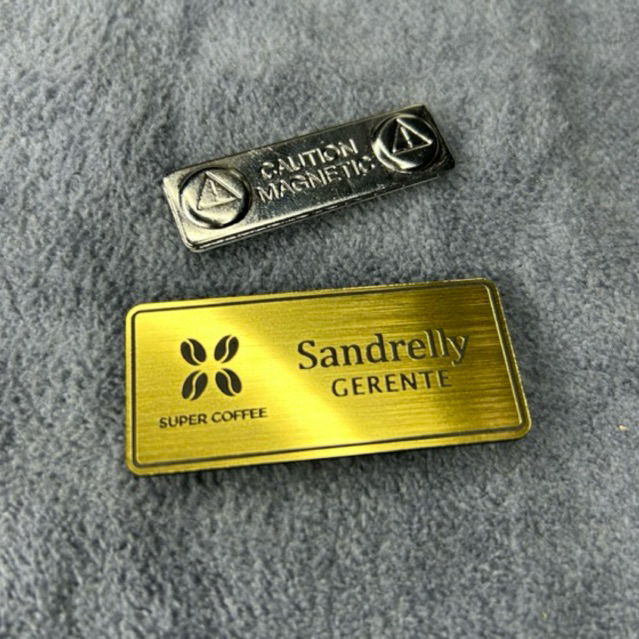 CAUTION
MAGNETIC
Sandrelly
GERENTE
SUPER COFFEE